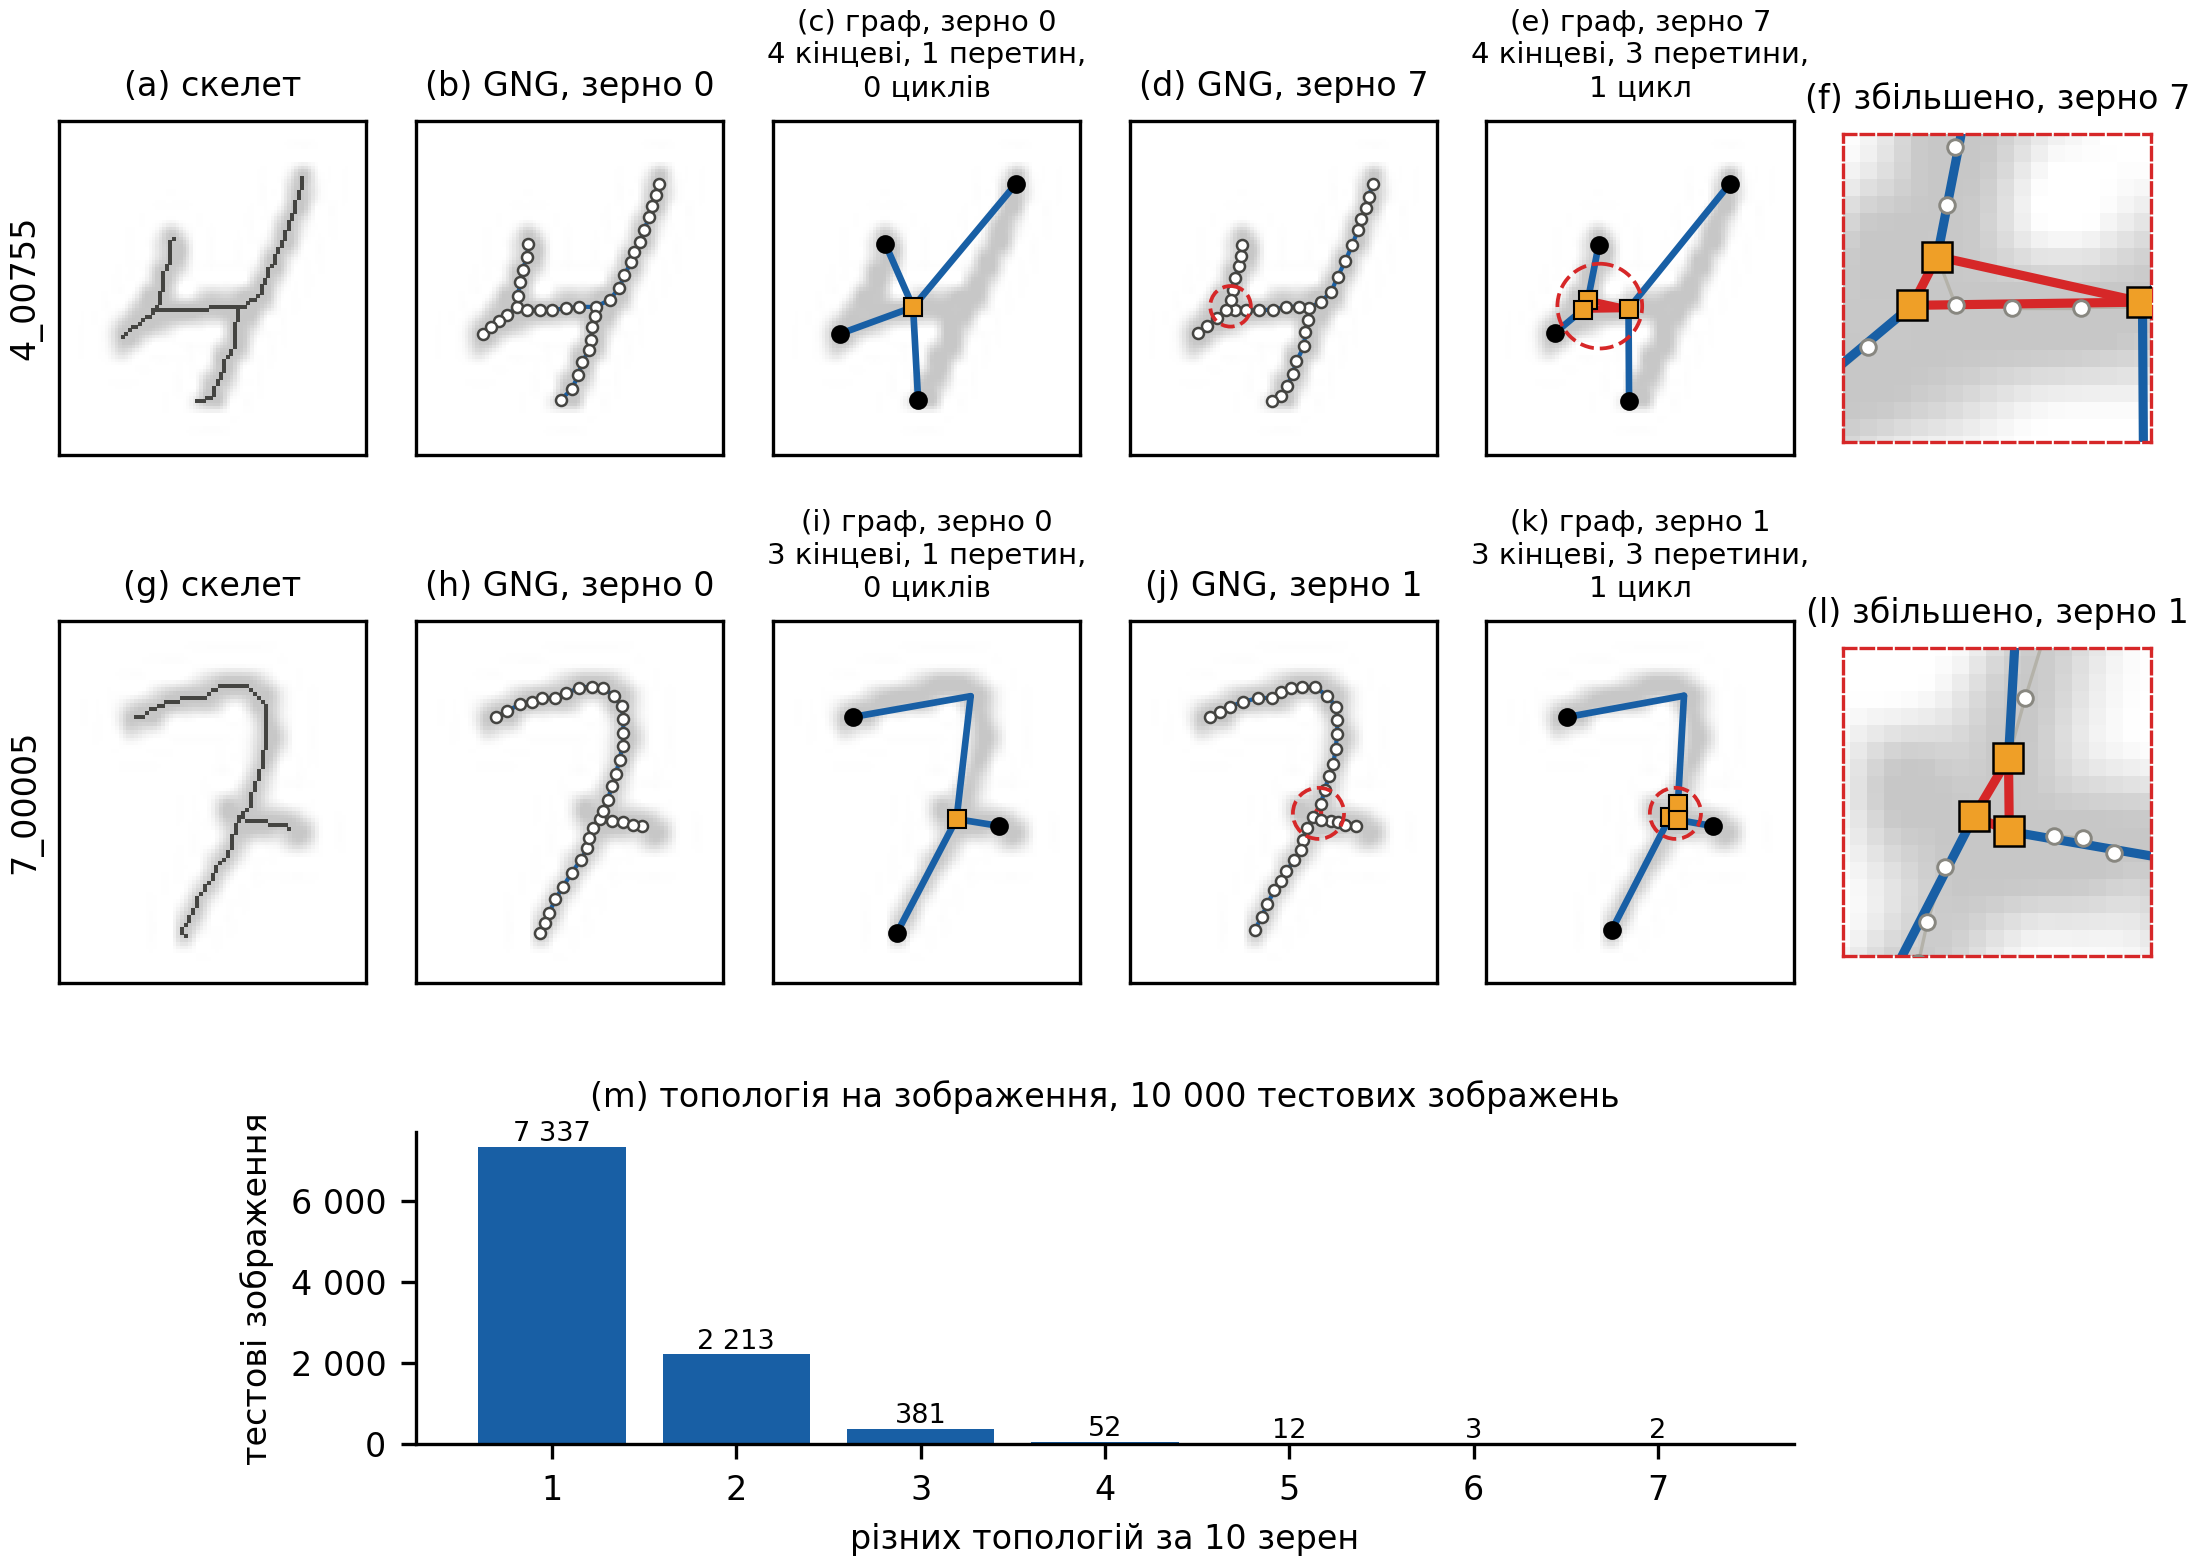 (a) скелет
(b) GNG, зерно 0
(c) граф, зерно 0
4 кінцеві, 1 перетин,
0 циклів
(d) GNG, зерно 7
(e) граф, зерно 7
4 кінцеві, 3 перетини,
1 цикл
(f) збільшено, зерно 7
4_00755
(g) скелет
(h) GNG, зерно 0
(i) граф, зерно 0
3 кінцеві, 1 перетин,
0 циклів
(j) GNG, зерно 1
(k) граф, зерно 1
3 кінцеві, 3 перетини,
1 цикл
(l) збільшено, зерно 1
7_00005
(m) топологія на зображення, 10 000 тестових зображень
тестові зображення
6 000
4 000
2 000
0
7 337
2 213
381
52
12
3
2
1
2
3
4
5
6
7
різних топологій за 10 зерен